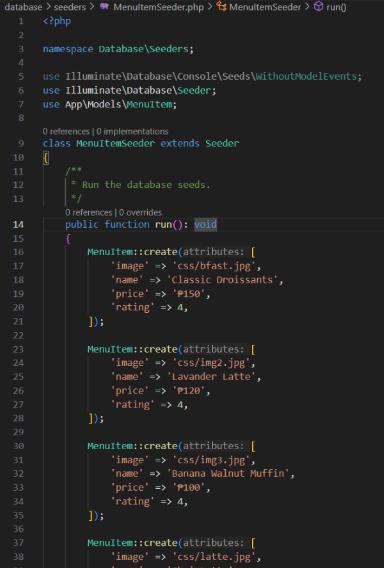 database > seeders > MenuItemSeeder.php > MenuItemSeeder > run()
1 <?php
2
3 namespace Database\Seeders;
4
5 use Illuminate\Database\Console\Seeds\WithoutModelEvents;
6 use Illuminate\Database\Seeder;
7 use App\Models\MenuItem;
8
0 references | 0 implementations
9 class MenuItemSeeder extends Seeder
10 {
11 /**
12 * Run the database seeds.
13 */
0 references | 0 overrides
14 public function run(): void
15 {
16 MenuItem::create(attributes: [
17 'image' => 'css/bfast.jpg',
18 'name' => 'Classic Droissants',
19 'price' => '₱150',
20 'rating' => 4,
21 ]);
22
23 MenuItem::create(attributes: [
24 'image' => 'css/img2.jpg',
25 'name' => 'Lavander Latte',
26 'price' => '₱120',
27 'rating' => 4,
28 ]);
29
30 MenuItem::create(attributes: [
31 'image' => 'css/img3.jpg',
32 'name' => 'Banana Walnut Muffin',
33 'price' => '₱100',
34 'rating' => 4,
35 ]);
36
37 MenuItem::create(attributes: [
38 'image' => 'css/latte.jpg',